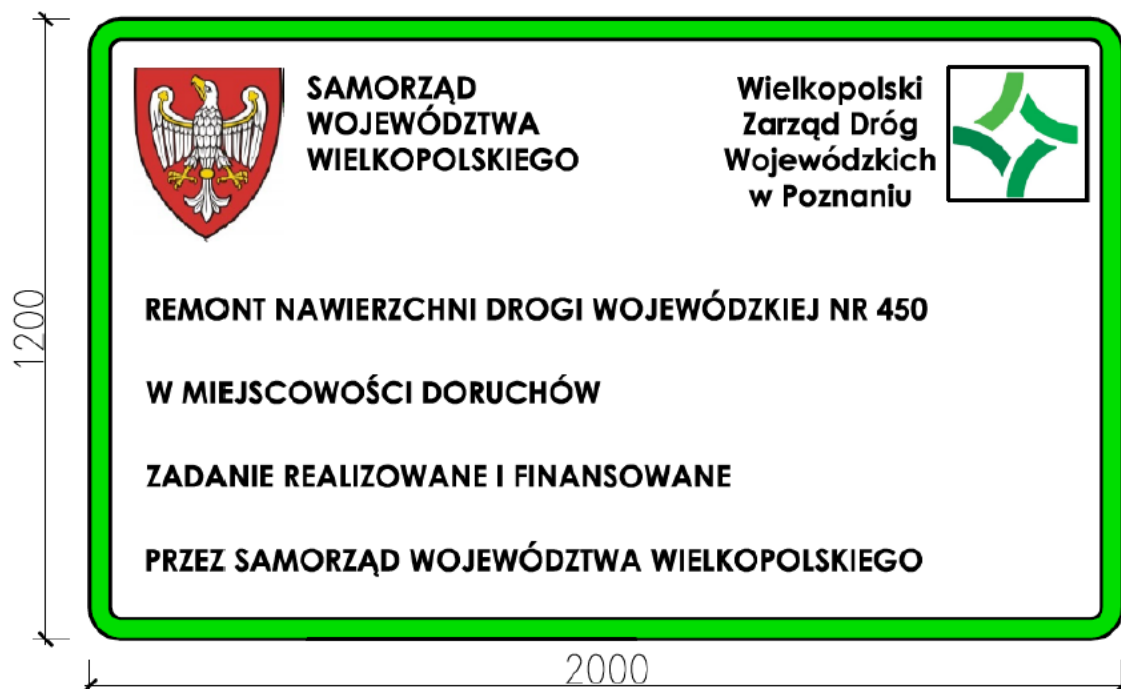 SAMORZĄD
WOJEWÓDZTWA
WIELKOPOLSKIEGO
Wielkopolski
Zarząd Dróg
Wojewódzkich
w Poznaniu
REMONT NAWIERZCHNI DROGI WOJEWÓDZKIEJ NR 450
W MIEJSCOWOŚCI DORUCHÓW
ZADANIE REALIZOWANE I FINANSOWANE
PRZEZ SAMORZĄD WOJEWÓDZTWA WIELKOPOLSKIEGO
1200
2000